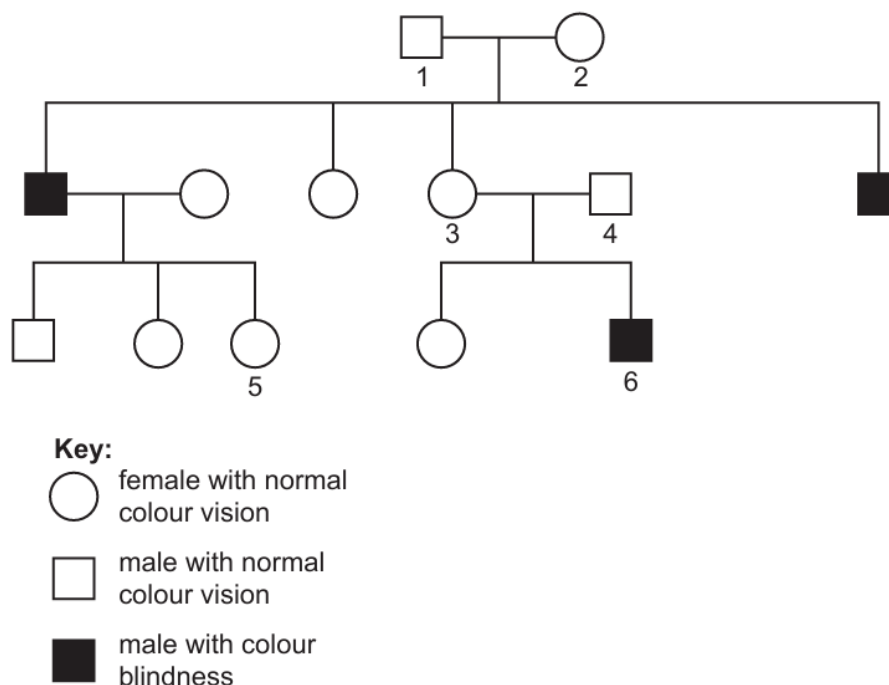 1
2
3
4
5
6
Key:
female with normal
colour vision
male with normal
colour vision
male with colour
blindness